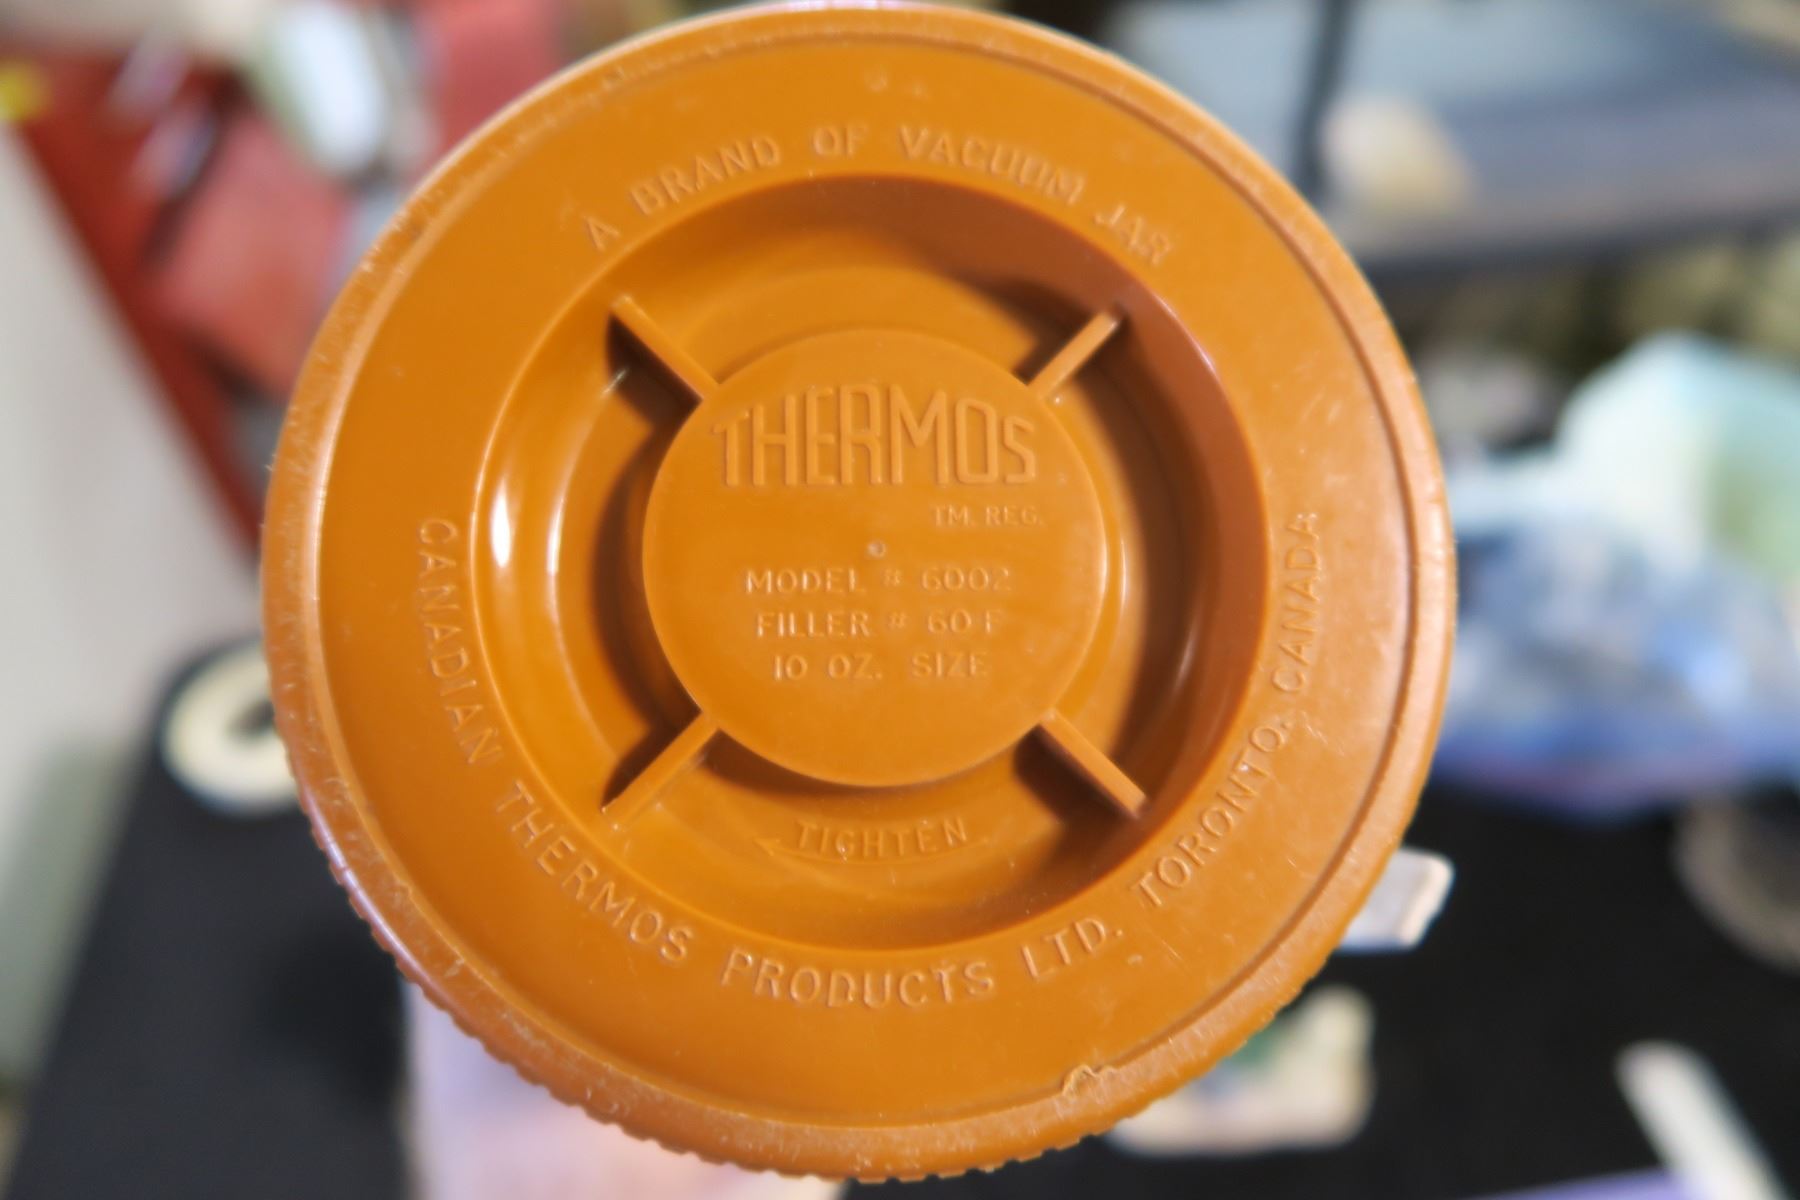 A BRAND OF VACUUM JAR
THERMOS
TM. REG.
MODEL # 6002
FILLER # 60 F
10 OZ. SIZE
TIGHTEN
CANADIAN THERMOS PRODUCTS LTD. TORONTO, CANADA